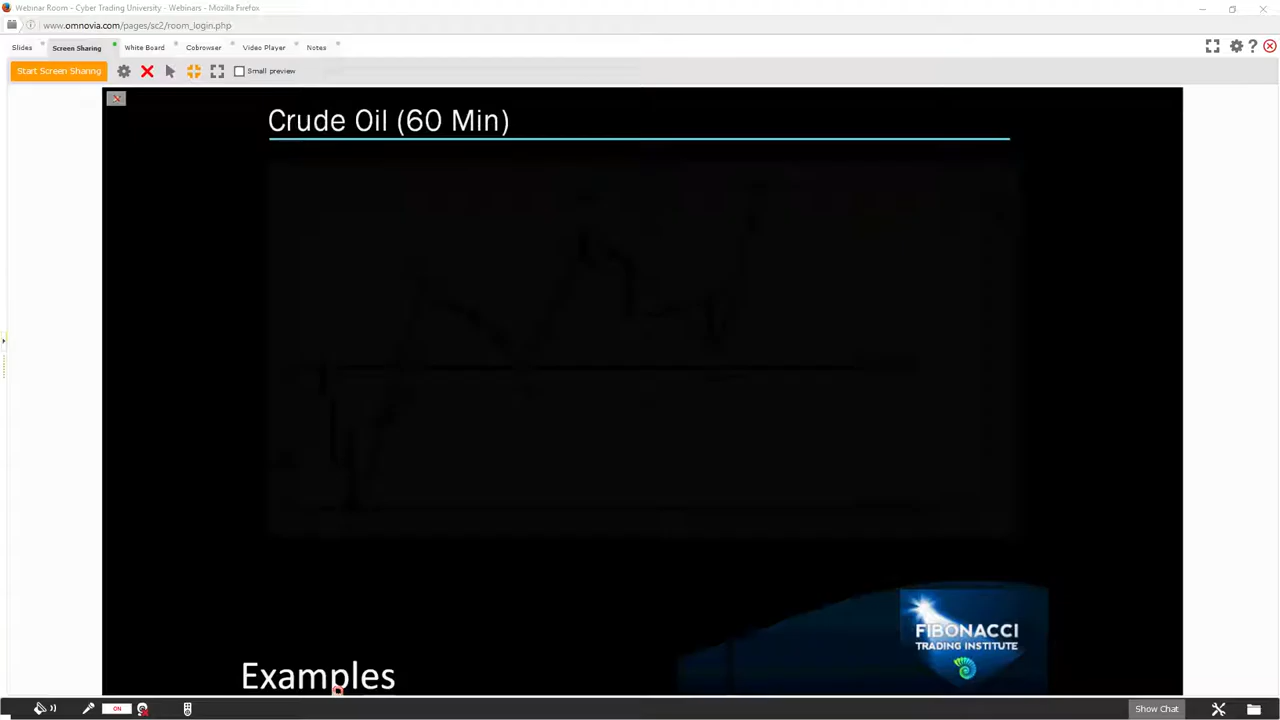 Webinar Room – Cyber Trading University - Webinars - Mozilla Firefox
www.omnovia.com/pages/sc2/room_login.php
Slides Screen Sharing White Board Cobrowser Video Player Notes
Start Screen Sharing Small preview
Crude Oil (60 Min)
FIBONACCI
TRADING INSTITUTE
Examples
ON Show Chat